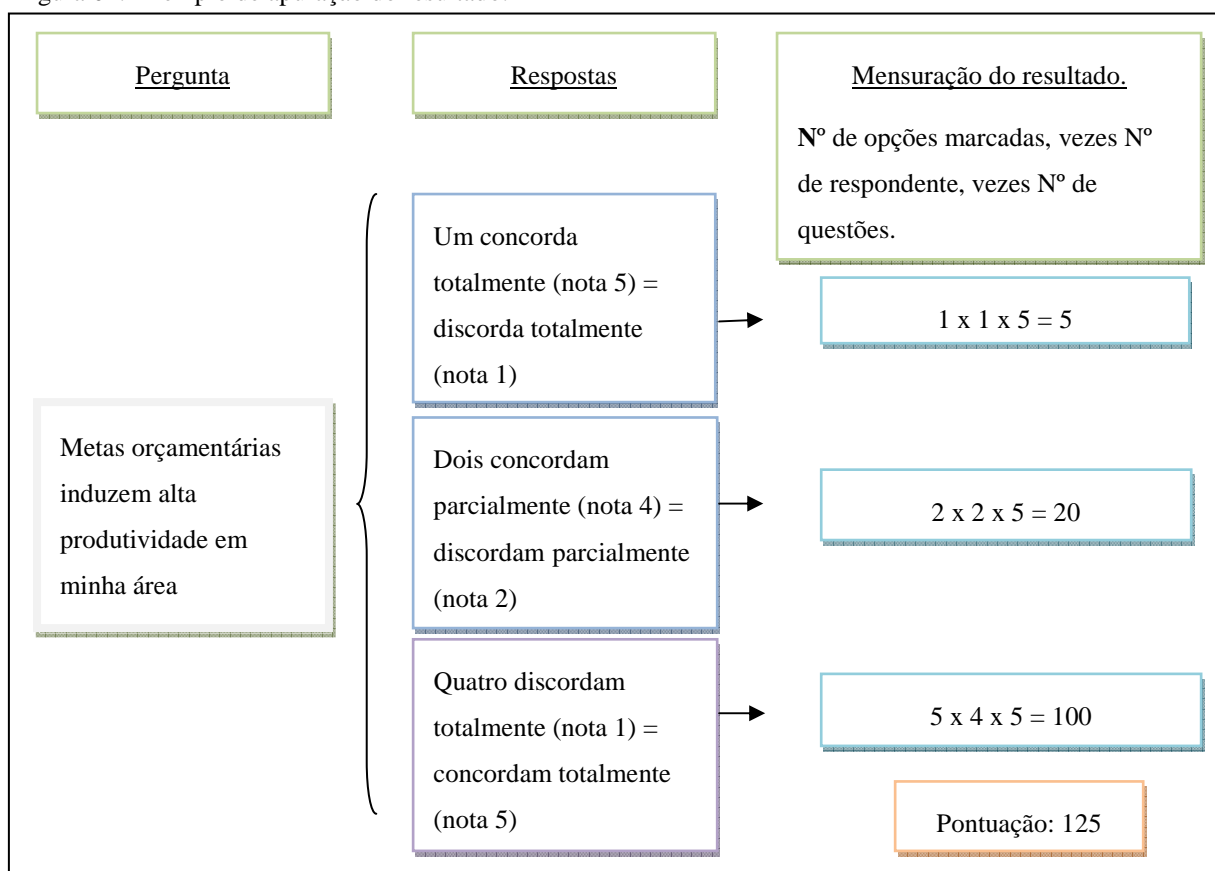 Pergunta
Respostas
Mensuração do resultado.
Nº de opções marcadas, vezes Nº
de respondente, vezes Nº de
questões.
Um concorda
totalmente (nota 5) =
discorda totalmente
(nota 1)
1 x 1 x 5 = 5
Metas orçamentárias
induzem alta
produtividade em
minha área
Dois concordam
parcialmente (nota 4) =
discordam parcialmente
(nota 2)
2 x 2 x 5 = 20
Quatro discordam
totalmente (nota 1) =
concordam totalmente
(nota 5)
5 x 4 x 5 = 100
Pontuação: 125